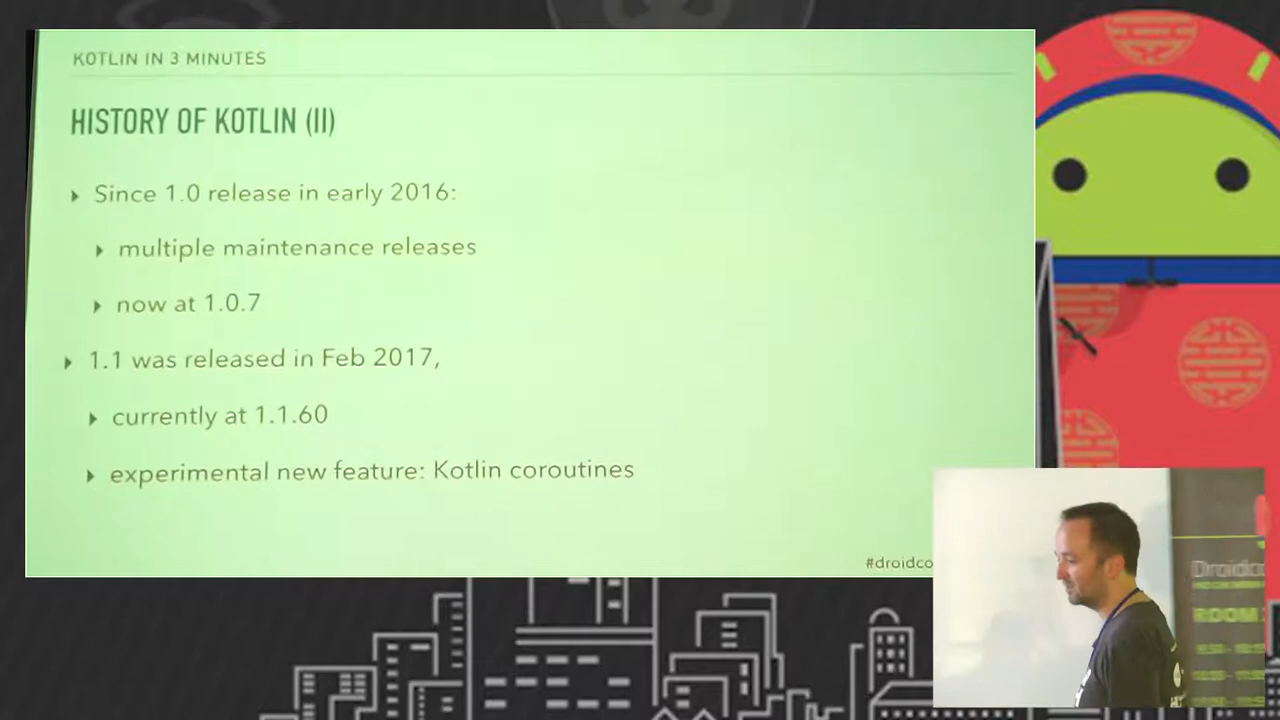 KOTLIN IN 3 MINUTES
HISTORY OF KOTLIN (II)
Since 1.0 release in early 2016:
multiple maintenance releases
now at 1.0.7
1.1 was released in Feb 2017,
currently at 1.1.60
experimental new feature: Kotlin coroutines
#droidco
Droidco
ROOM